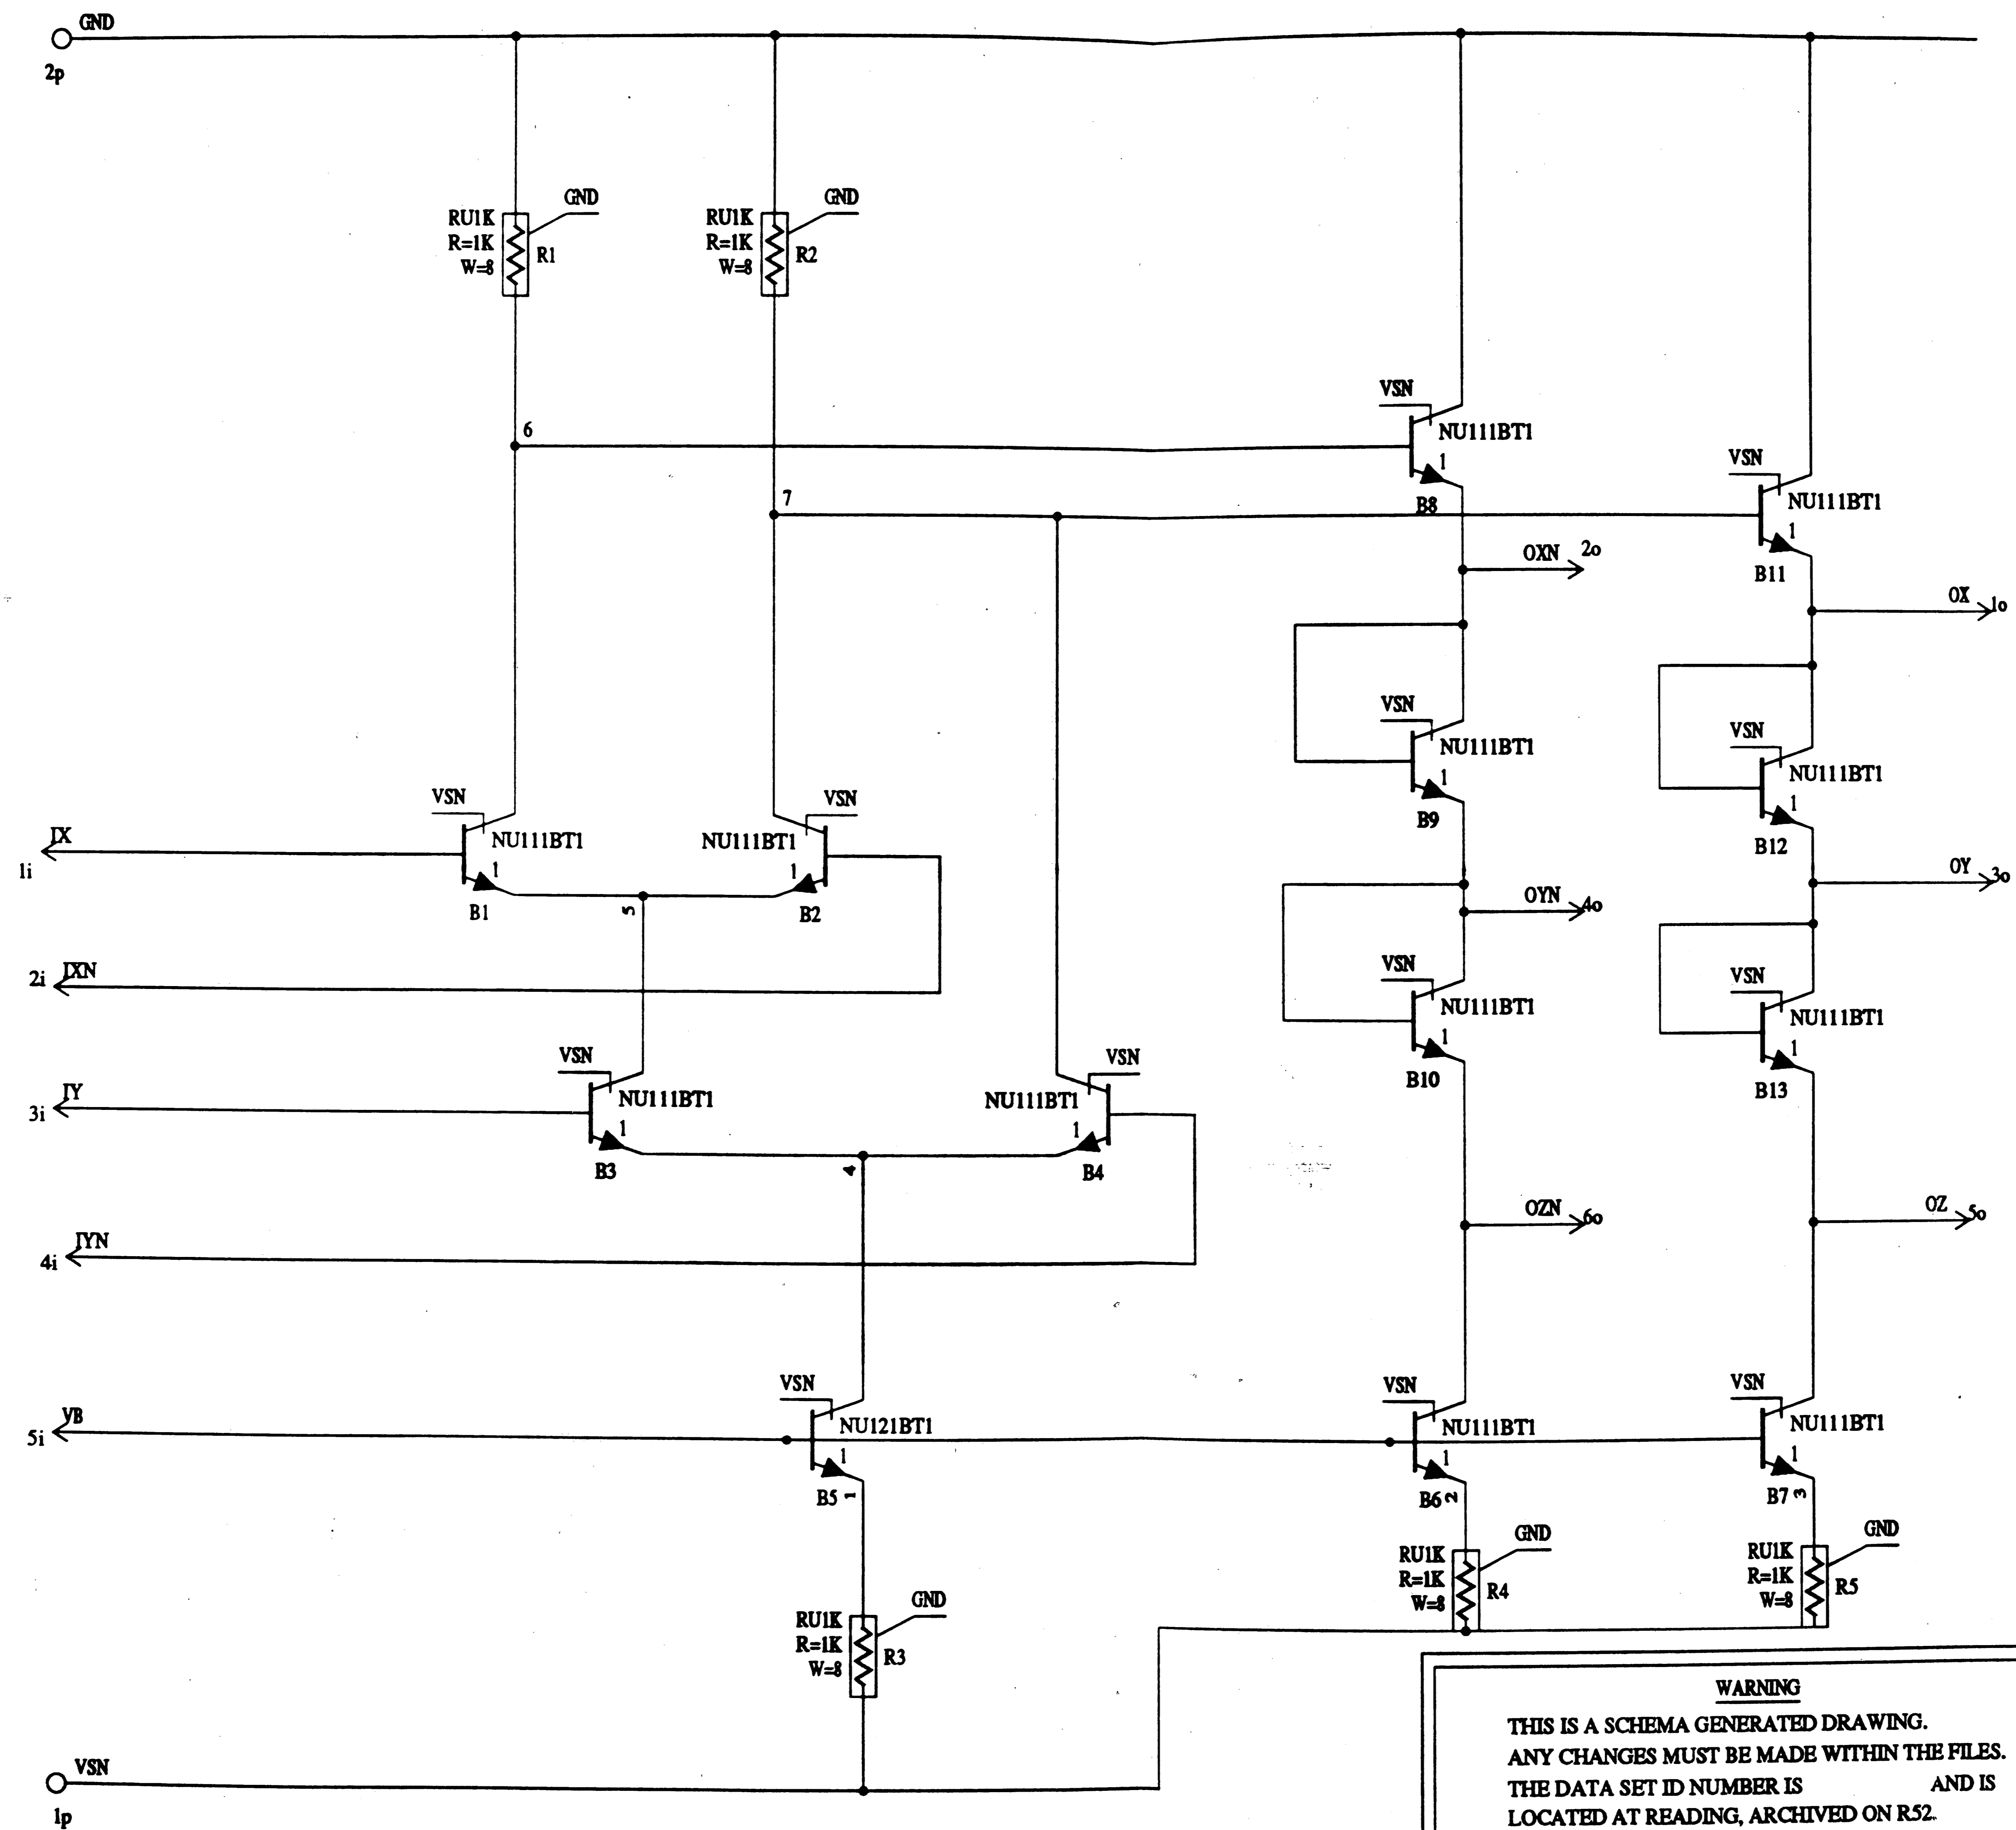 GND
2p
GND
GND
RU1K
R=1K
W=8
R1
RU1K
R=1K
W=8
R2
VSN
6
NU111BT1
1
B8
VSN
7
NU111BT1
1
B11
OXN
2o
OX
1o
VSN
NU111BT1
1
B9
VSN
NU111BT1
1
B12
VSN
VSN
IX
1i
NU111BT1
1
B1
NU111BT1
1
B2
5
OYN
4o
OY
3o
2i
IXN
VSN
NU111BT1
1
B10
VSN
NU111BT1
1
B13
VSN
VSN
3i
IY
NU111BT1
1
B3
NU111BT1
1
B4
4
OZN
6o
OZ
5o
4i
IYN
VSN
VSN
VSN
5i
VB
NU121BT1
1
B5
1
NU111BT1
1
B6
2
NU111BT1
1
B7
3
GND
GND
RU1K
R=1K
W=8
R4
RU1K
R=1K
W=8
R5
GND
RU1K
R=1K
W=8
R3
VSN
1p
WARNING
THIS IS A SCHEMA GENERATED DRAWING.
ANY CHANGES MUST BE MADE WITHIN THE FILES.
THE DATA SET ID NUMBER IS AND IS
LOCATED AT READING, ARCHIVED ON R52.